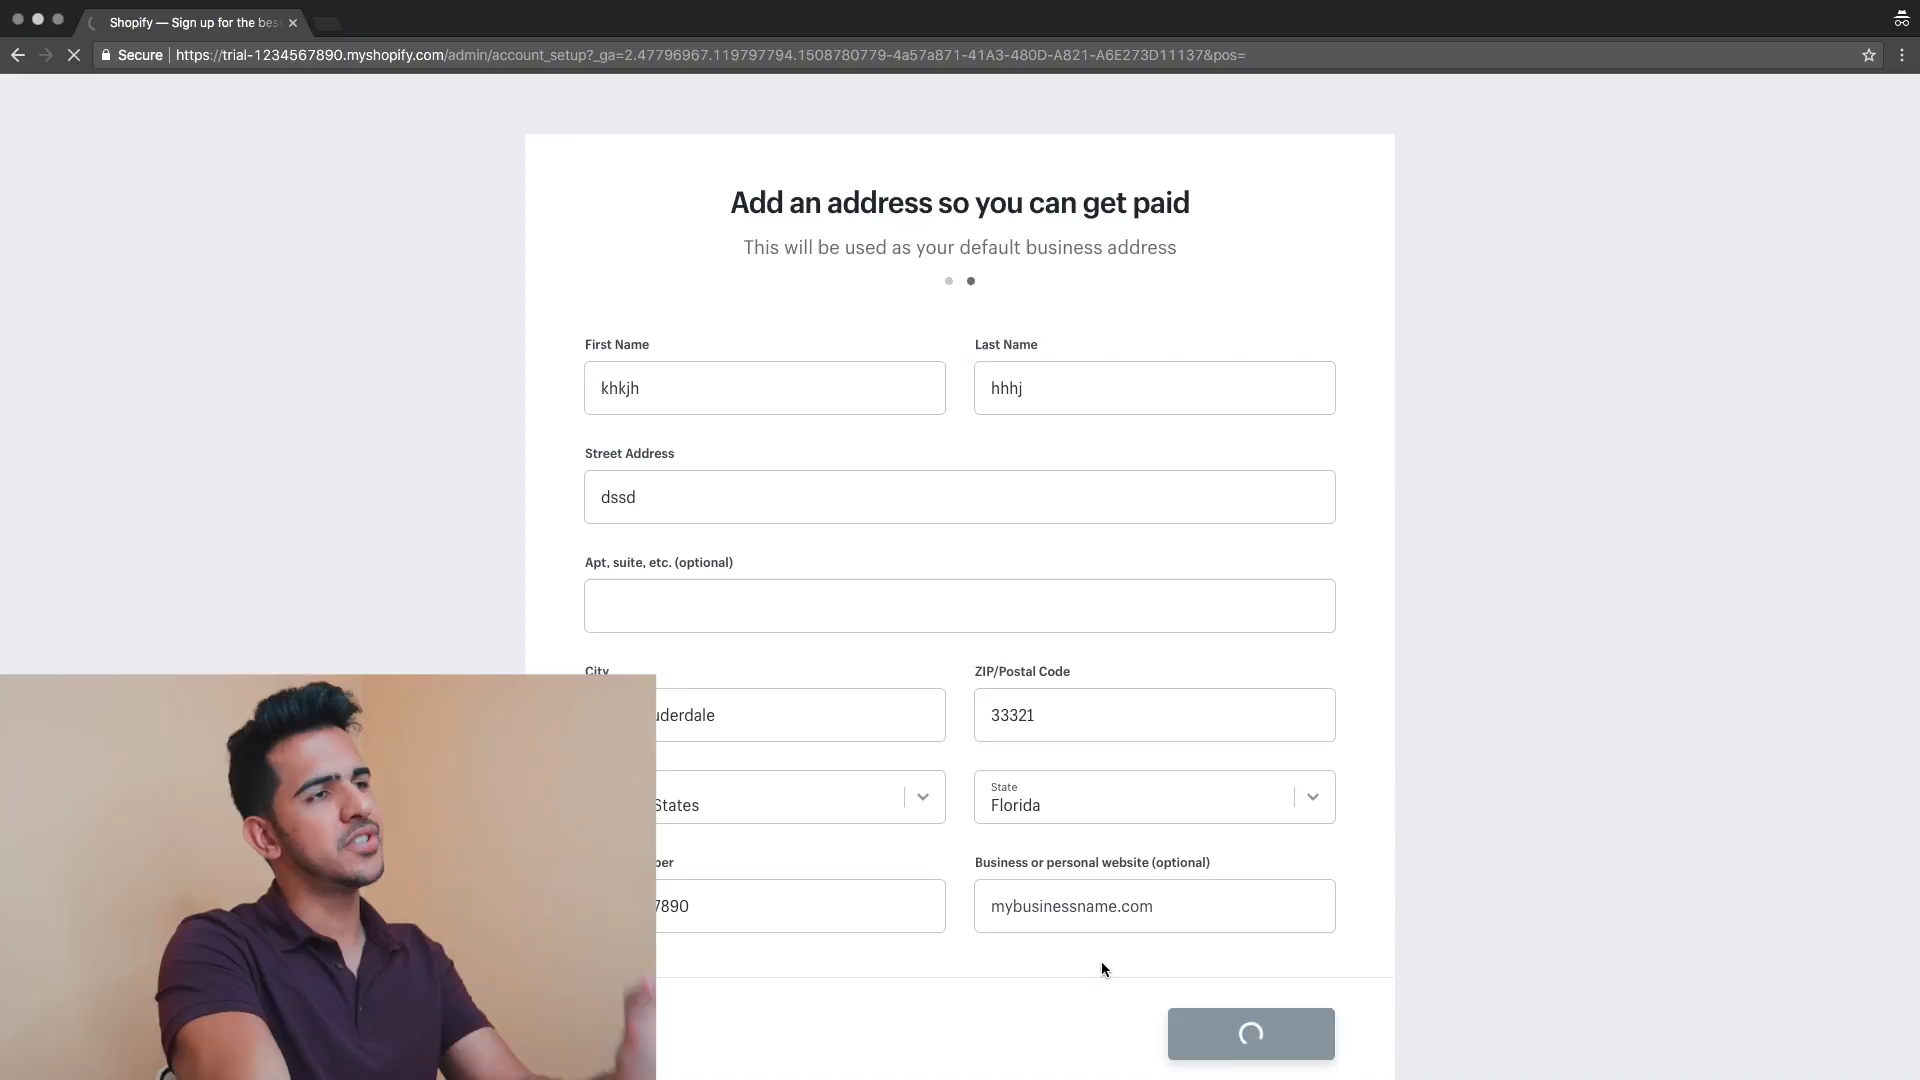 Shopify — Sign up for the bes
Secure
https://trial-1234567890.myshopify.com/admin/account_setup?_ga=2.47796967.119797794.1508780779-4a57a871-41A3-480D-A821-A6E273D11137&pos=
Add an address so you can get paid
This will be used as your default business address
First Name
Last Name
khkjh
hhhj
Street Address
dssd
Apt, suite, etc. (optional)
City
ZIP/Postal Code
uderdale
33321
States
State
Florida
ber
Business or personal website (optional)
7890
mybusinessname.com